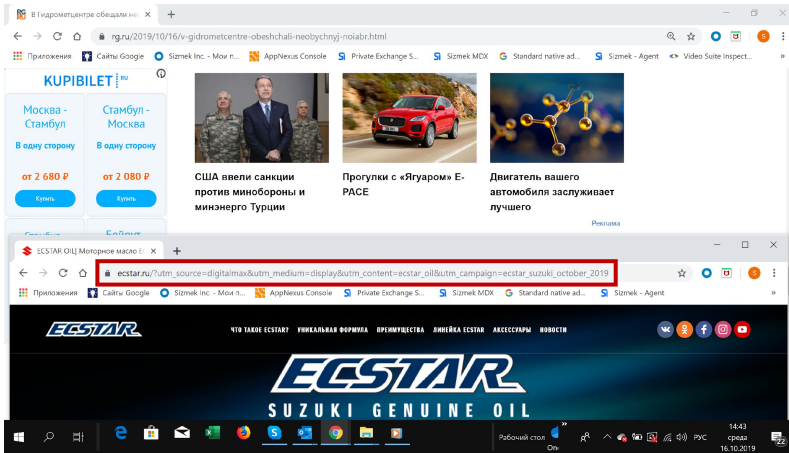 В Гидрометцентре обещали не
rg.ru/2019/10/16/v-gidrometcentre-obeshchali-neobychnyj-noiabr.html
Приложения Сайты Google Sizmek Inc. - Мои п... AppNexus Console Private Exchange S... Sizmek MDX Standard native ad... Sizmek - Agent Video Suite Inspect... »
KUPIBILET RU
Москва - Стамбул
В одну сторону
от 2 680 ₽
Купить
Стамбул - Москва
В одну сторону
от 2 080 ₽
Купить
Стамбул -
Бейрут
США ввели санкции
против минобороны и
минэнерго Турции
Прогулки с «Ягуаром» E-
PACE
Двигатель вашего
автомобиля заслуживает
лучшего
Реклама
ECSTAR OIL| Моторное масло EC
ecstar.ru/?utm_source=digitalmax&utm_medium=display&utm_content=ecstar_oil&utm_campaign=ecstar_suzuki_october_2019
Приложения Сайты Google Sizmek Inc. - Мои п... AppNexus Console Private Exchange S... Sizmek MDX Standard native ad... Sizmek - Agent »
ECSTAR ЧТО ТАКОЕ ECSTAR? УНИКАЛЬНАЯ ФОРМУЛА ПРЕИМУЩЕСТВА ЛИНЕЙКА ECSTAR АКСЕССУАРЫ НОВОСТИ
ECSTAR
SUZUKI GENUINE OIL
Рабочий стол » РУС
14:43
среда
16.10.2019
22